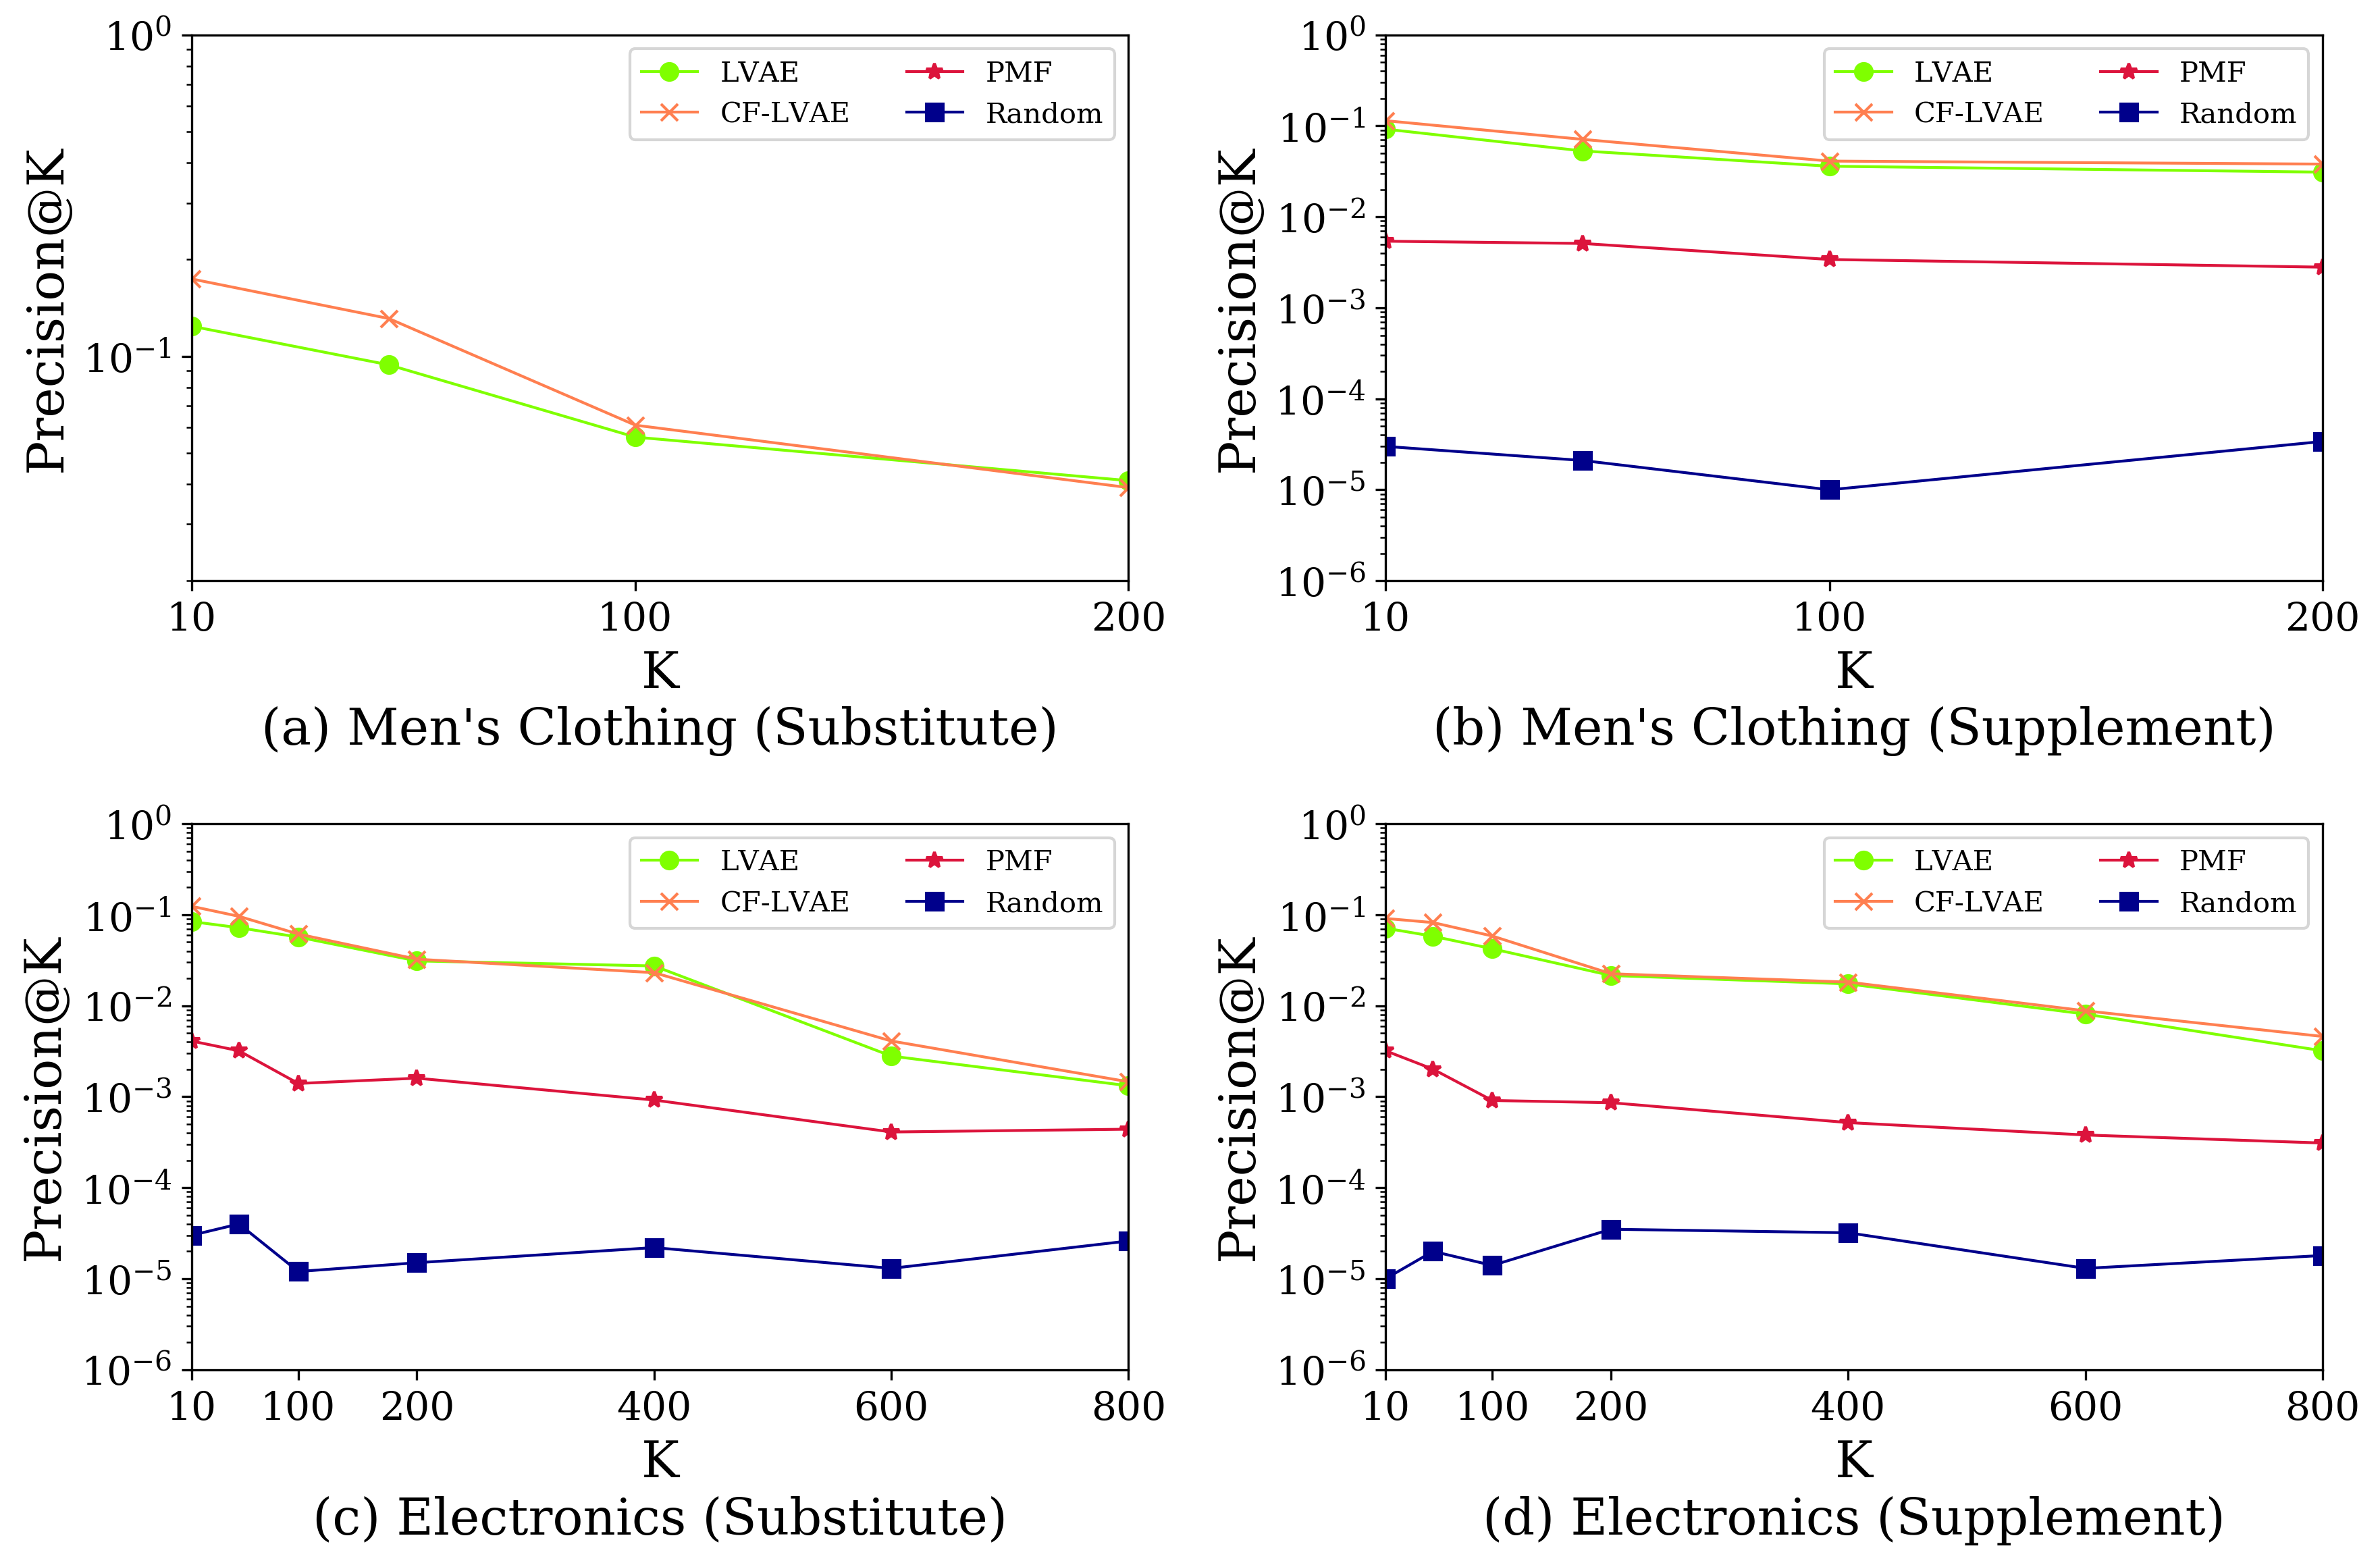 Precision@K
10^0
10^-1
LVAE
CF-LVAE
PMF
Random
10 100 200
K
(a) Men's Clothing (Substitute)
Precision@K
10^0
10^-1
10^-2
10^-3
10^-4
10^-5
10^-6
LVAE
CF-LVAE
PMF
Random
10 100 200
K
(b) Men's Clothing (Supplement)
Precision@K
10^0
10^-1
10^-2
10^-3
10^-4
10^-5
10^-6
LVAE
CF-LVAE
PMF
Random
10 100 200 400 600 800
K
(c) Electronics (Substitute)
Precision@K
10^0
10^-1
10^-2
10^-3
10^-4
10^-5
10^-6
LVAE
CF-LVAE
PMF
Random
10 100 200 400 600 800
K
(d) Electronics (Supplement)